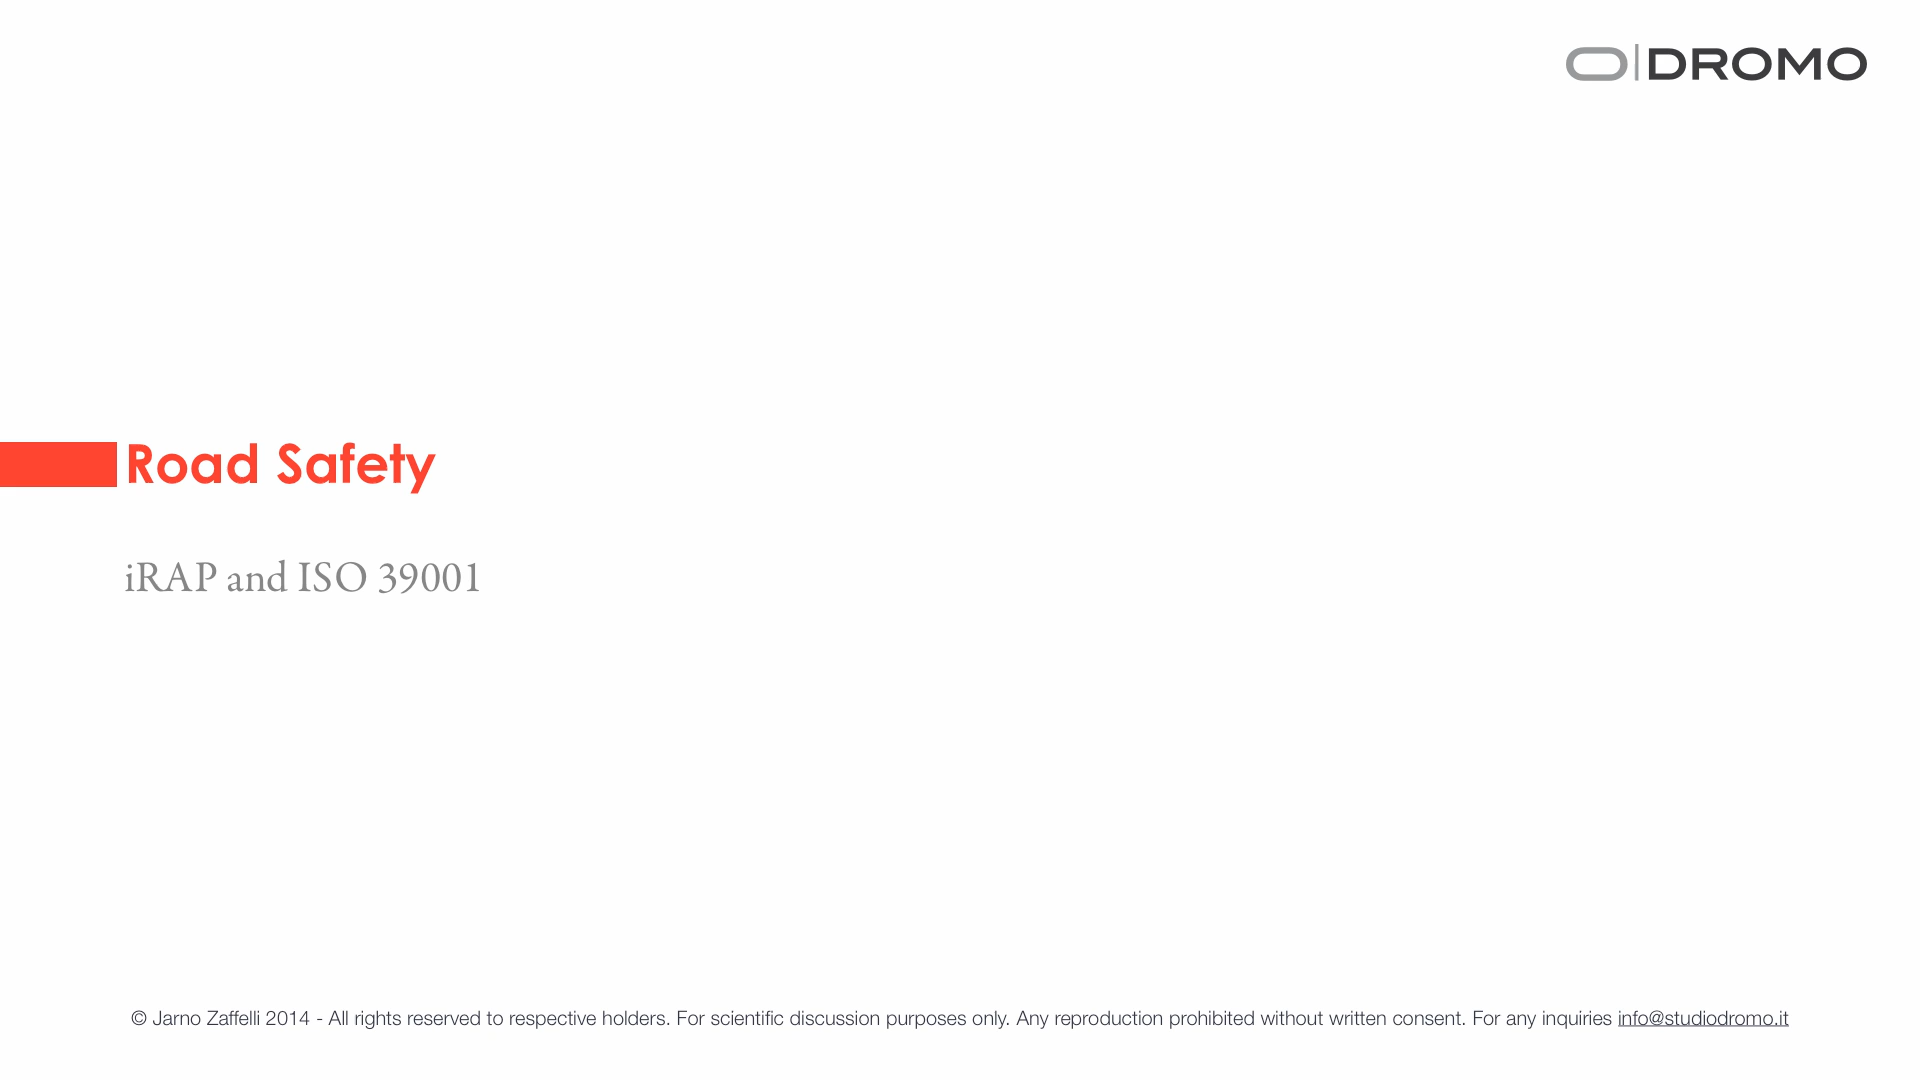 DROMO
Road Safety
iRAP and ISO 39001
© Jarno Zaffelli 2014 - All rights reserved to respective holders. For scientific discussion purposes only. Any reproduction prohibited without written consent. For any inquiries info@studiodromo.it